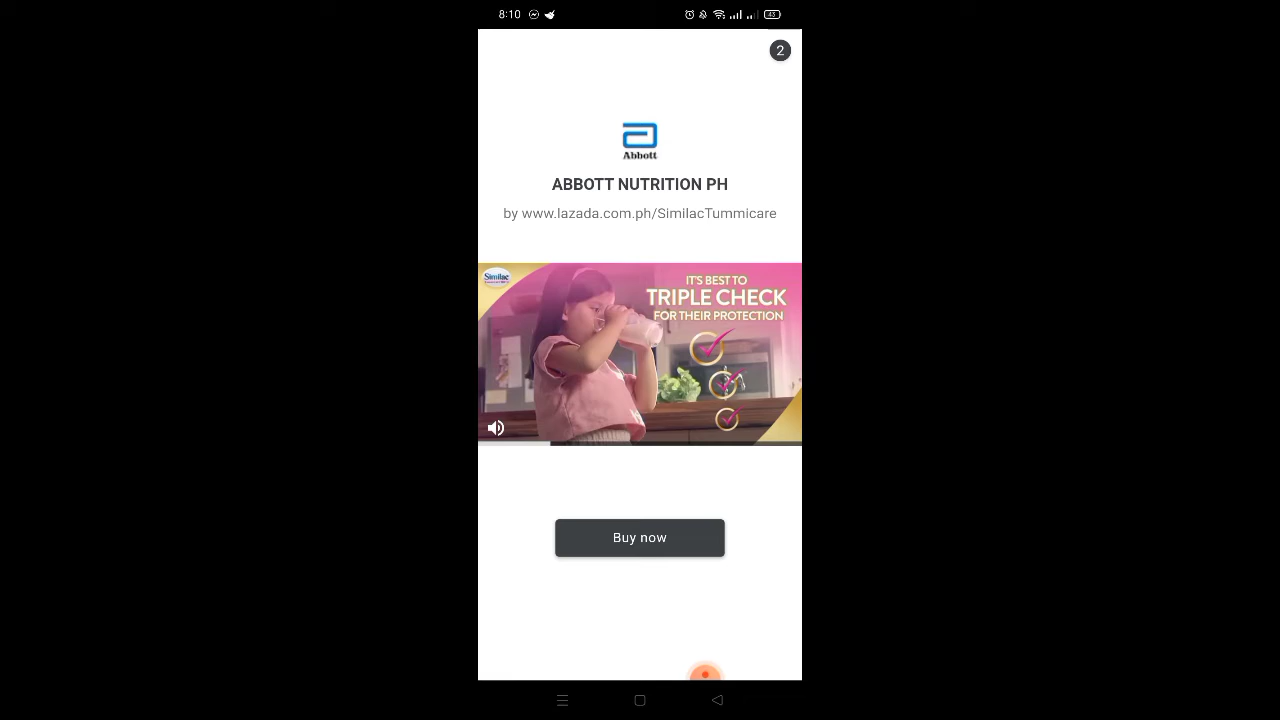 8:10
43
2
Abbott
ABBOTT NUTRITION PH
by www.lazada.com.ph/SimilacTummicare
Similac
IT'S BEST TO
TRIPLE CHECK
FOR THEIR PROTECTION
Buy now